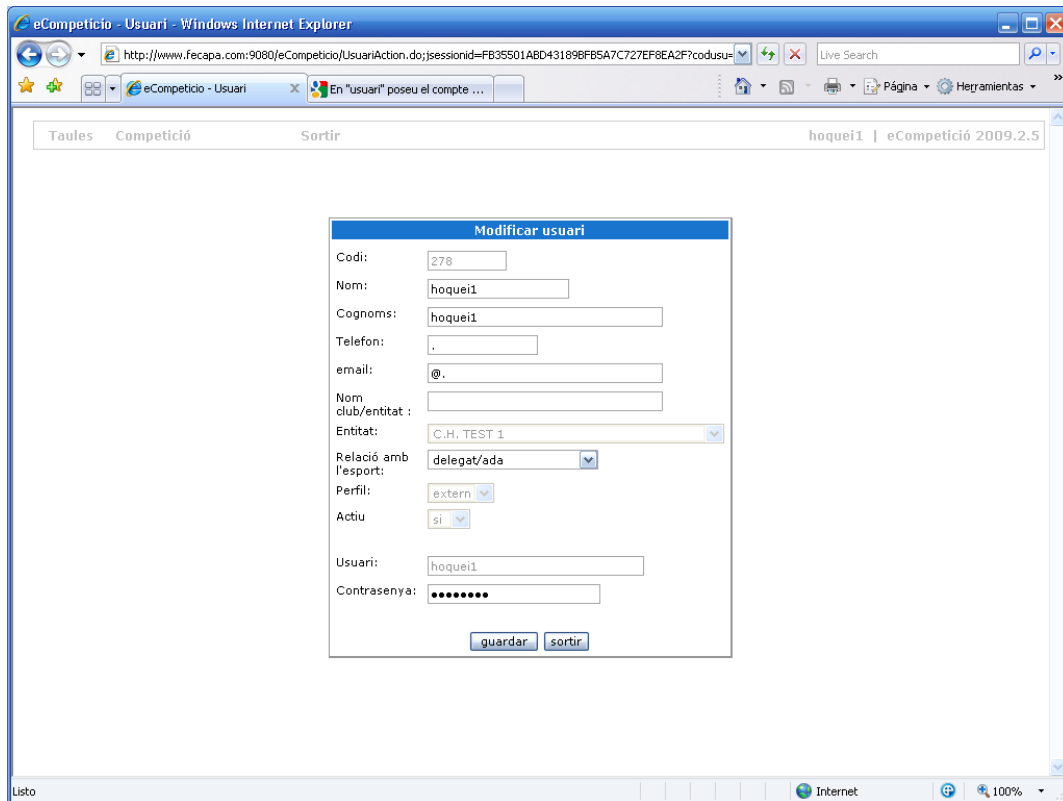 eCompeticio - Usuari - Windows Internet Explorer
http://www.fecapa.com:9080/eCompeticio/UsuariAction.do;jsessionid=FB35501ABD43189BFB5A7C727EF8EA2F?codusu=
Live Search
eCompeticio - Usuari
X
En "usuari" poseu el compte ...
Página
Herramientas
»
Taules Competició Sortir hoquei1 | eCompetició 2009.2.5
Modificar usuari
Codi: 278
Nom: hoquei1
Cognoms: hoquei1
Telefon: .
email: @.
Nom
club/entitat :
Entitat: C.H. TEST 1
Relació amb
l'esport: delegat/ada
Perfil: extern
Actiu si
Usuari: hoquei1
Contrasenya: ••••••••
guardar sortir
Listo Internet 100%